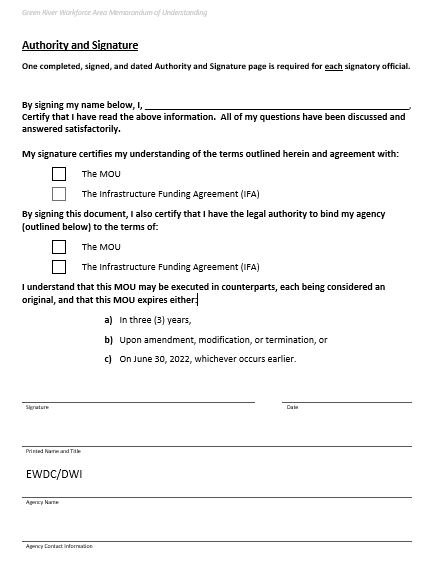 Green River Workforce Area Memorandum of Understanding
Authority and Signature
One completed, signed, and dated Authority and Signature page is required for each signatory official.
By signing my name below, I, ,
Certify that I have read the above information. All of my questions have been discussed and
answered satisfactorily.
My signature certifies my understanding of the terms outlined herein and agreement with:
The MOU
The Infrastructure Funding Agreement (IFA)
By signing this document, I also certify that I have the legal authority to bind my agency
(outlined below) to the terms of:
The MOU
The Infrastructure Funding Agreement (IFA)
I understand that this MOU may be executed in counterparts, each being considered an
original, and that this MOU expires either:
a) In three (3) years,
b) Upon amendment, modification, or termination, or
c) On June 30, 2022, whichever occurs earlier.
Signature Date
Printed Name and Title
EWDC/DWI
Agency Name
Agency Contact Information